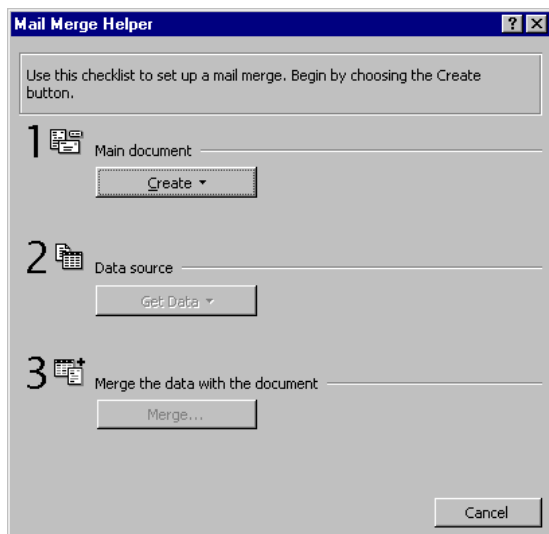 Mail Merge Helper
Use this checklist to set up a mail merge. Begin by choosing the Create
button.
1 Main document
Create
2 Data source
Get Data
3 Merge the data with the document
Merge...
Cancel